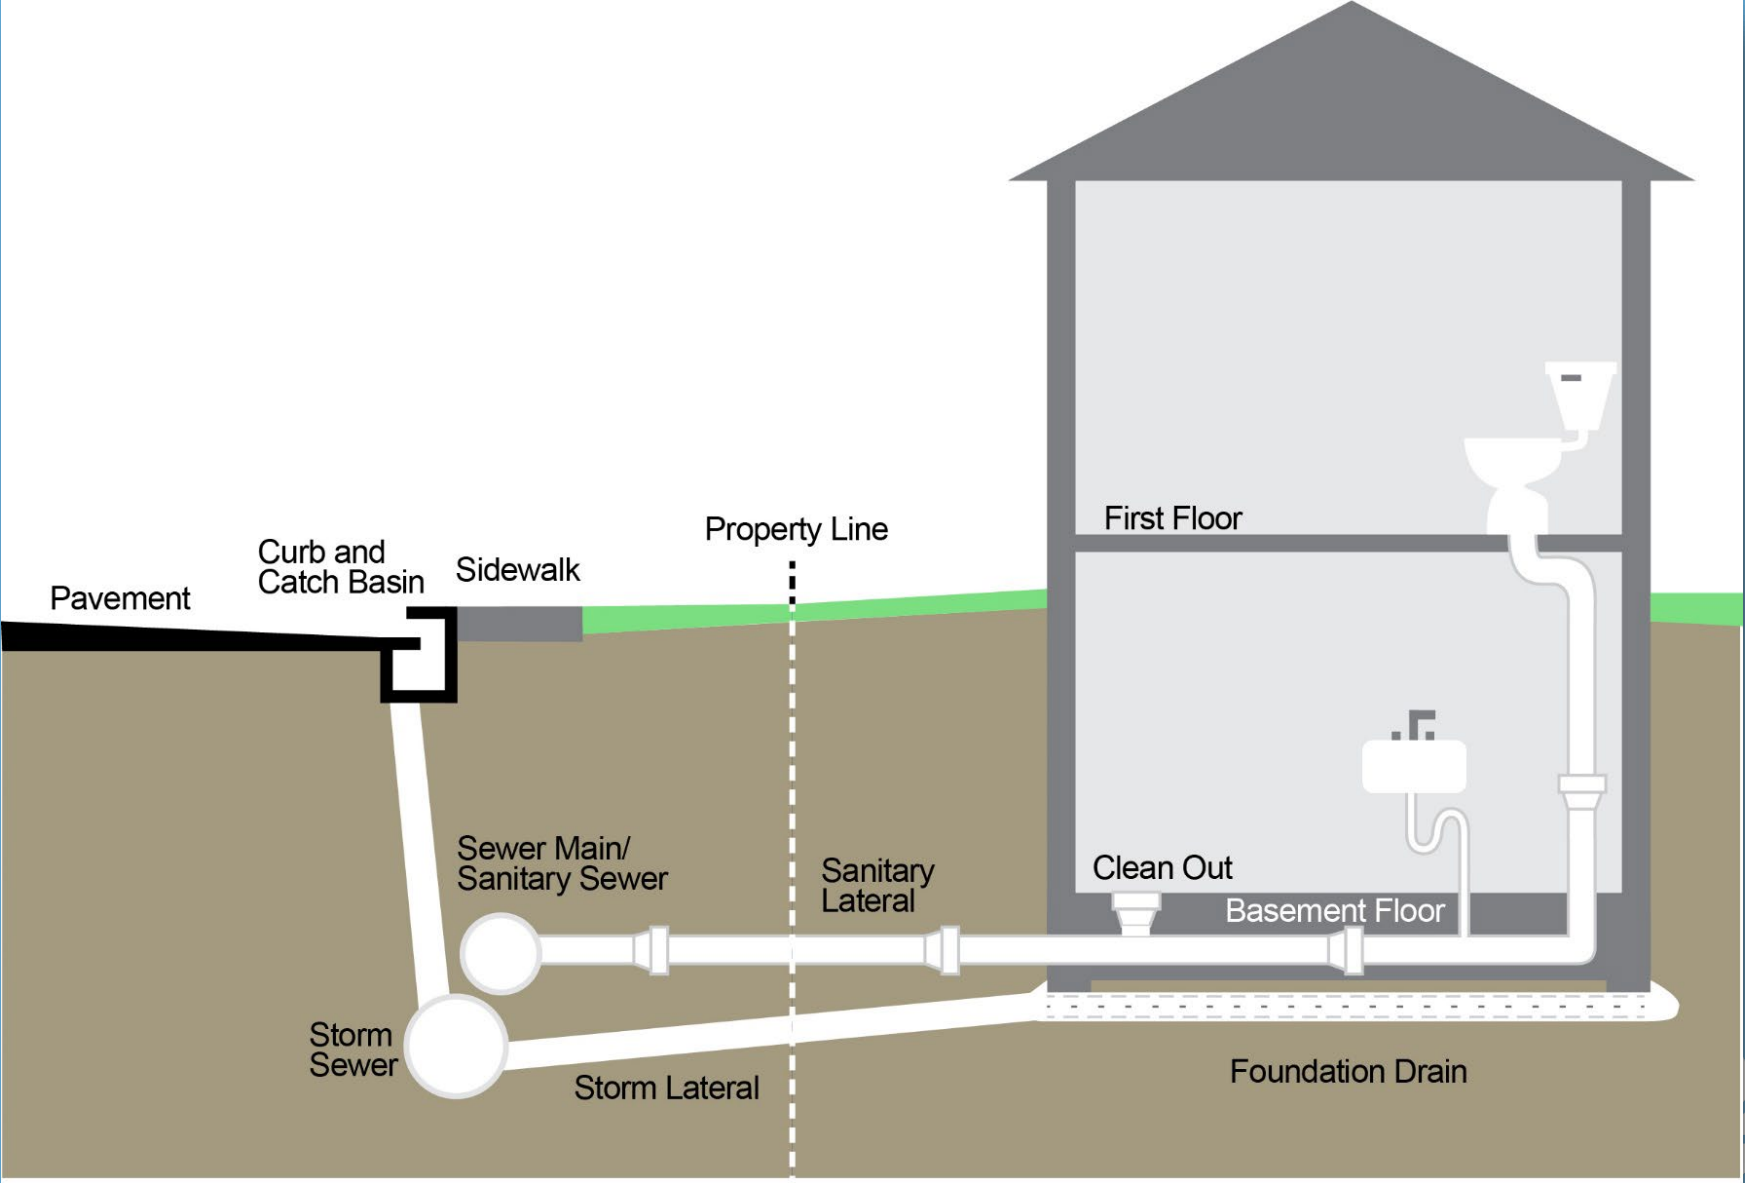 First Floor
Property Line
Curb and
Catch Basin
Sidewalk
Pavement
Sewer Main/
Sanitary Sewer
Sanitary
Lateral
Clean Out
Basement Floor
Storm
Sewer
Storm Lateral
Foundation Drain